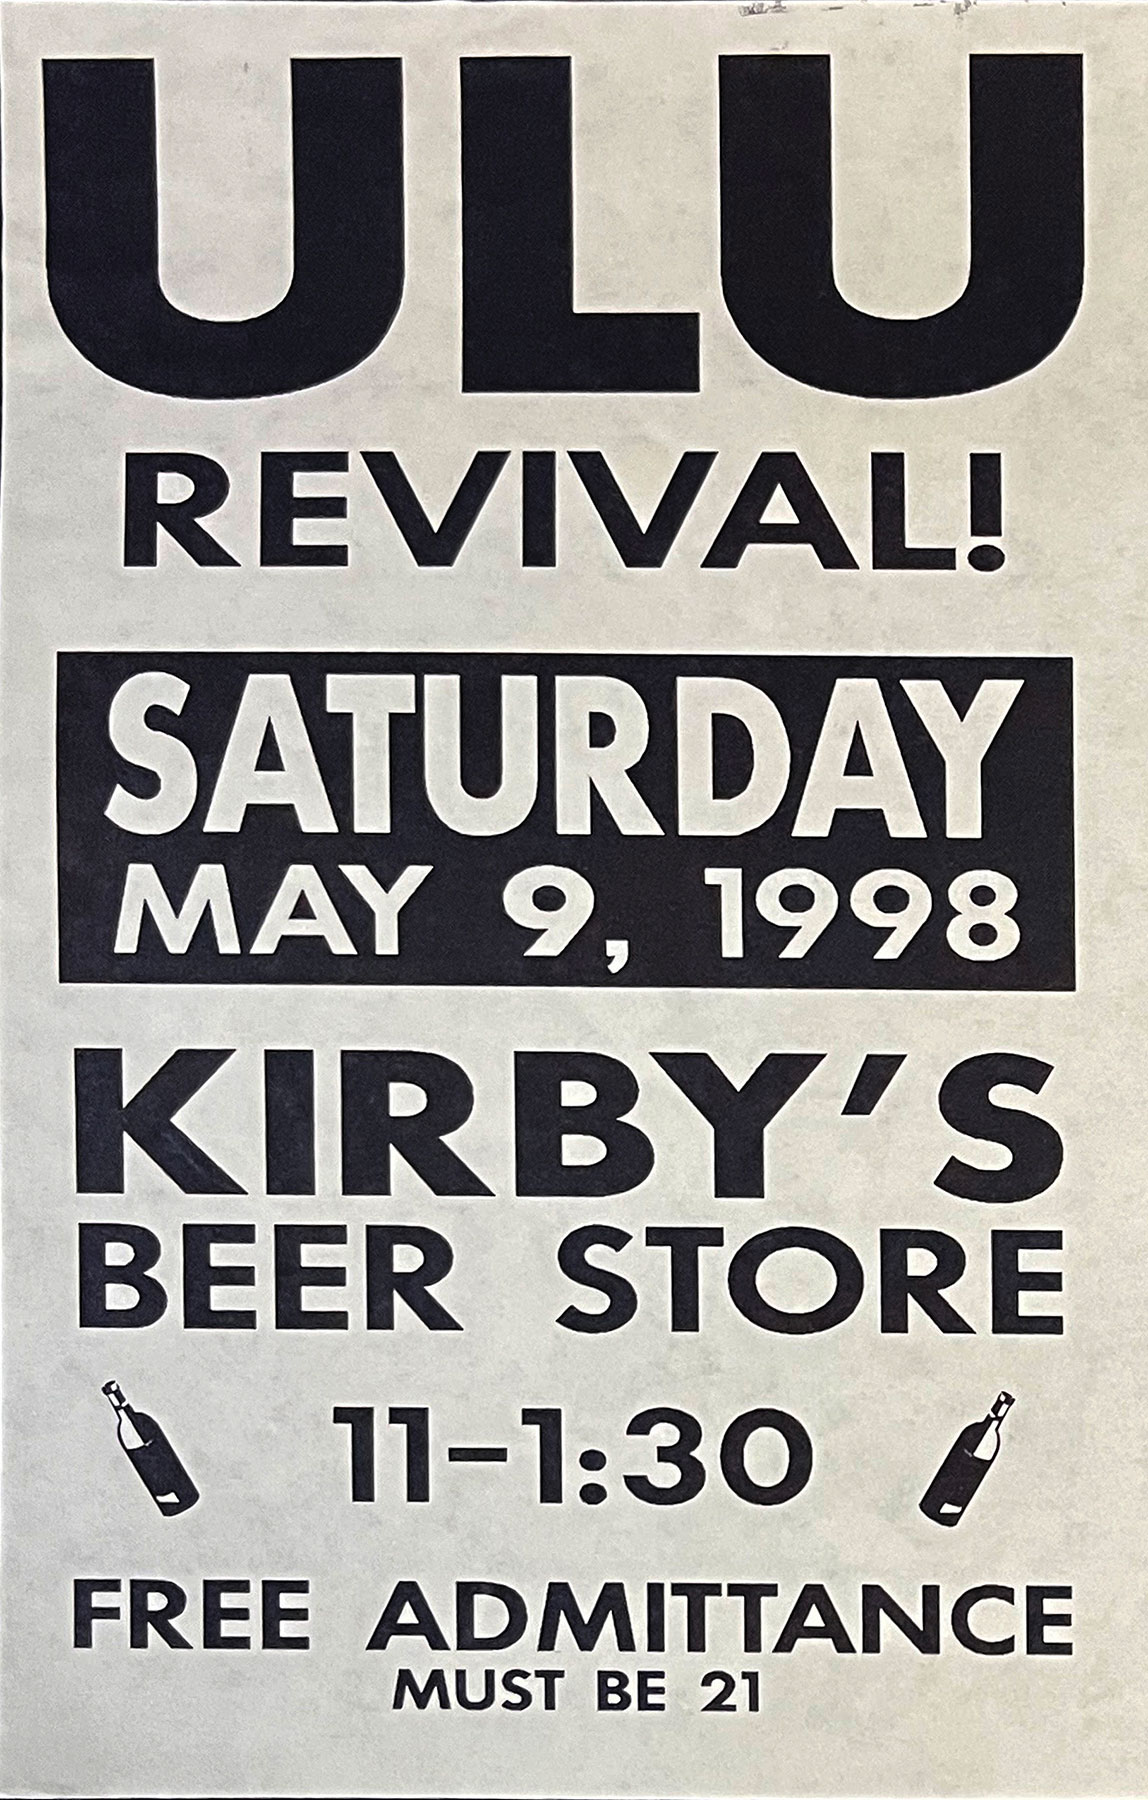 ULU
REVIVAL!
SATURDAY
MAY 9, 1998
KIRBY'S
BEER STORE
11–1:30
FREE ADMITTANCE
MUST BE 21